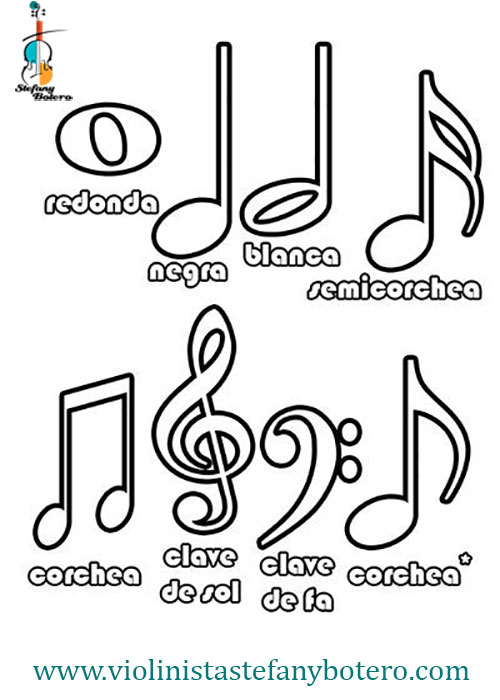 Stefany
Botero
redonda
negra
blanca
semicorchea
corchea
clave
de sol
clave
de fa
corchea*
www.violinistastefanybotero.com